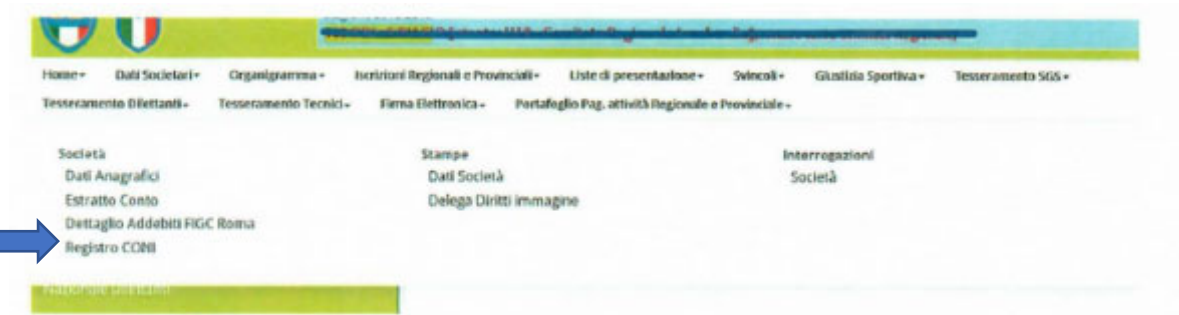 Home Dati Societari Organigramma Iscrizioni Regionali e Provinciali Liste di presentazione Svincoli Giustizia Sportiva Tesseramento SGS
Tesseramento Dilettanti Tesseramento Tecnici Firma Elettronica Portafoglio Pag. attività Regionale e Provinciale
Società
Dati Anagrafici
Estratto Conto
Dettaglio Addebiti FIGC Roma
Registro CONI
Stampe
Dati Società
Delega Diritti immagine
Interrogazioni
Società
Nazionale Dilettanti